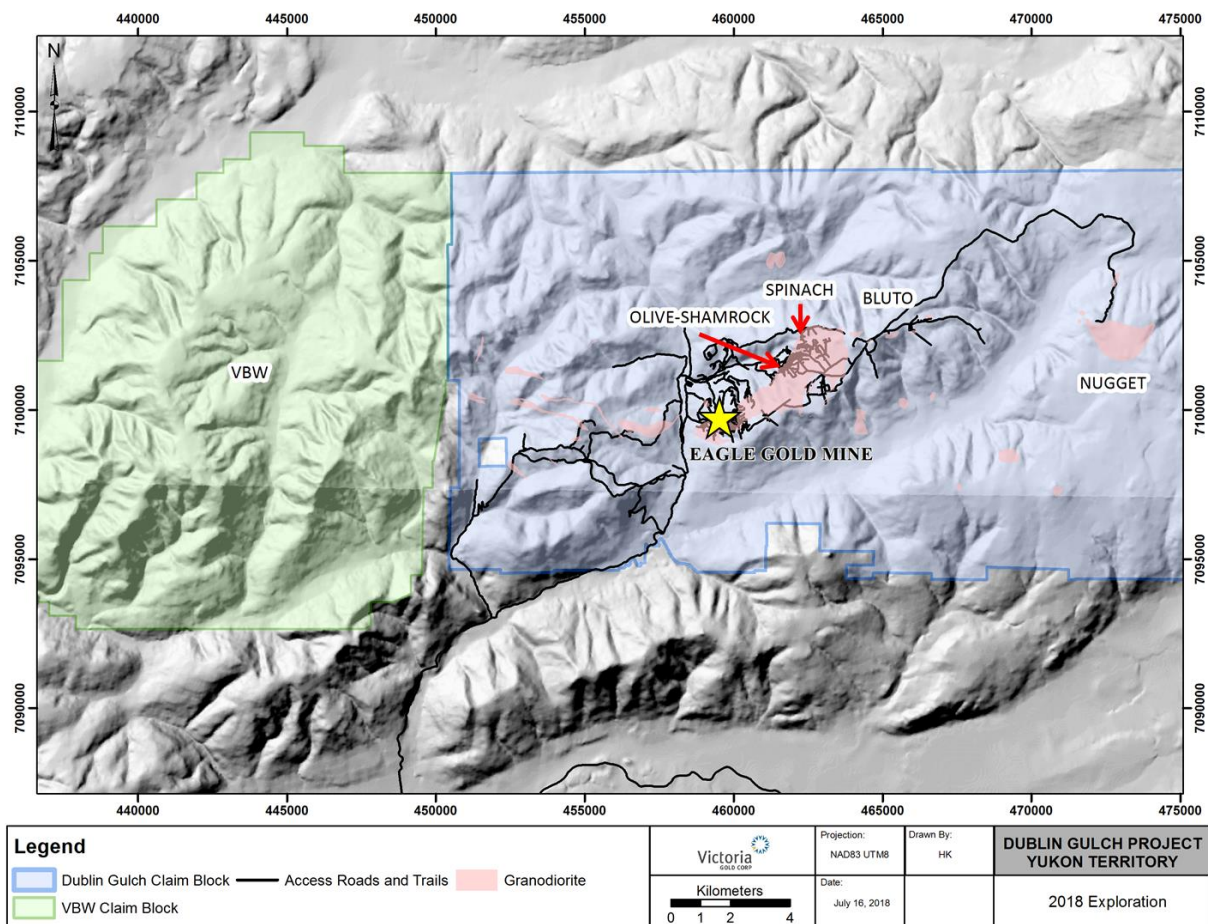 440000 445000 450000 455000 460000 465000 470000 475000
N
7110000 7110000
7105000 7105000
SPINACH
BLUTO
OLIVE-SHAMROCK
VBW
NUGGET
7100000 7100000
EAGLE GOLD MINE
7095000 7095000
7090000 7090000
440000 445000 450000 455000 460000 465000 470000 475000
Legend
Dublin Gulch Claim Block Access Roads and Trails Granodiorite
VBW Claim Block
Victoria
GOLD CORP
Kilometers
0 1 2 4
Projection:
NAD83 UTM8
Drawn By:
HK
Date:
July 16, 2018
DUBLIN GULCH PROJECT
YUKON TERRITORY
2018 Exploration